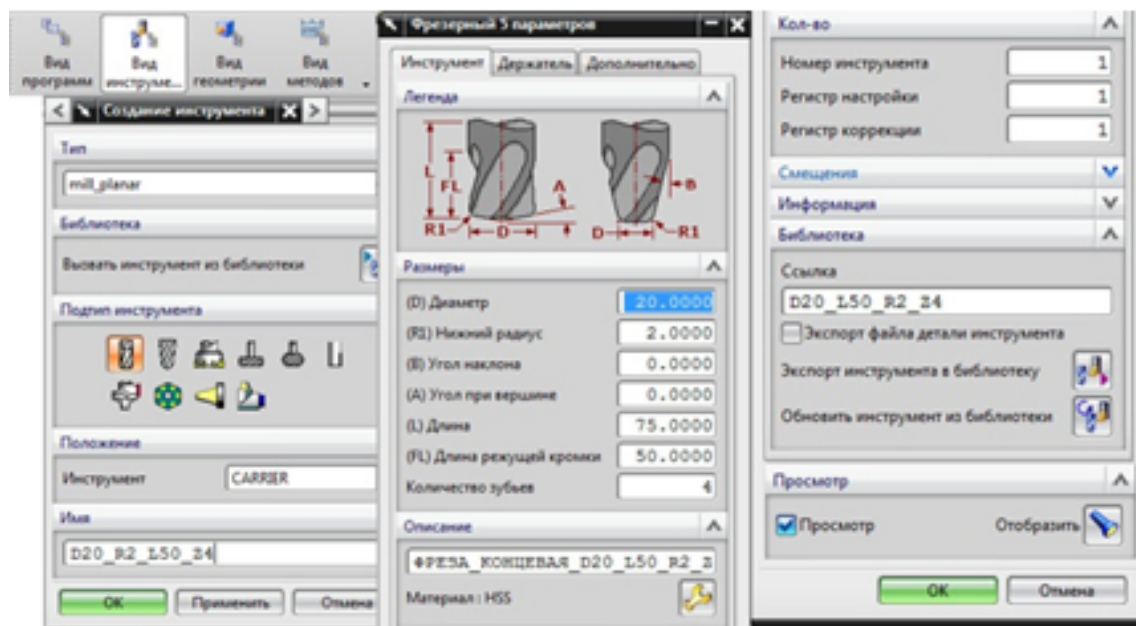 Вид программ
Вид инструме...
Вид геометрии
Вид методов
Создание инструмента
Тип
mill_planar
Библиотека
Вызвать инструмент из библиотеки
Подтип инструмента
Положение
Инструмент CARRIER
Имя
D20_R2_L50_Z4
ОК Применить Отмена
Фрезерный 5 параметров
Инструмент Держатель Дополнительно
Легенда
L FL A B
R1 D D R1
Размеры
(D) Диаметр 20.0000
(R1) Нижний радиус 2.0000
(B) Угол наклона 0.0000
(A) Угол при вершине 0.0000
(L) Длина 75.0000
(FL) Длина режущей кромки 50.0000
Количество зубьев 4
Описание
ФРЕЗА_КОНЦЕВАЯ_D20_L50_R2_Z
Материал : HSS
Кол-во
Номер инструмента 1
Регистр настройки 1
Регистр коррекции 1
Смещения
Информация
Библиотека
Ссылка
D20_L50_R2_Z4
Экспорт файла детали инструмента
Экспорт инструмента в библиотеку
Обновить инструмент из библиотеки
Просмотр
Просмотр Отобразить
ОК Отмена